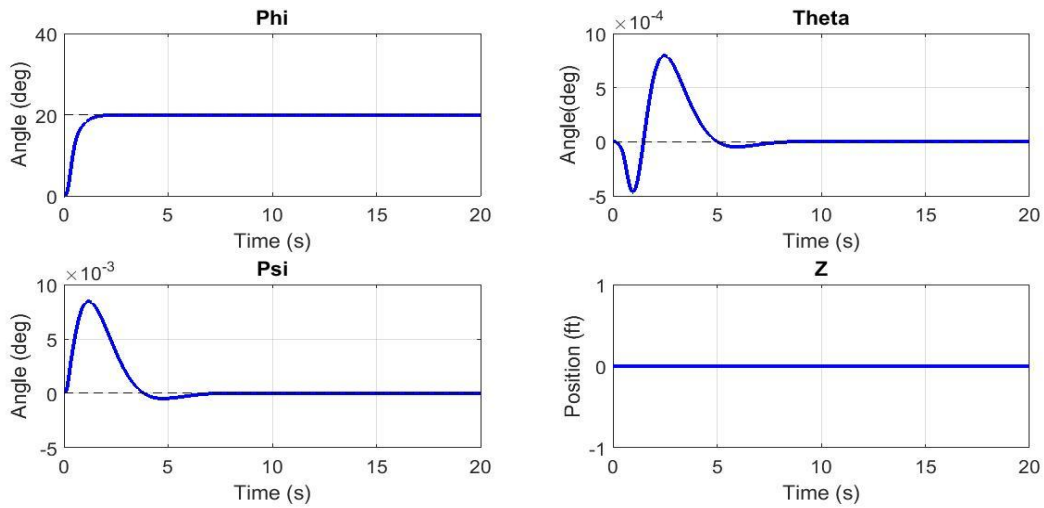 Phi
Angle (deg)
40
20
0
0 5 10 15 20
Time (s)
Theta
×10⁻⁴
Angle(deg)
10
5
0
-5
0 5 10 15 20
Time (s)
Psi
×10⁻³
Angle (deg)
10
5
0
-5
0 5 10 15 20
Time (s)
Z
Position (ft)
1
0
-1
0 5 10 15 20
Time (s)